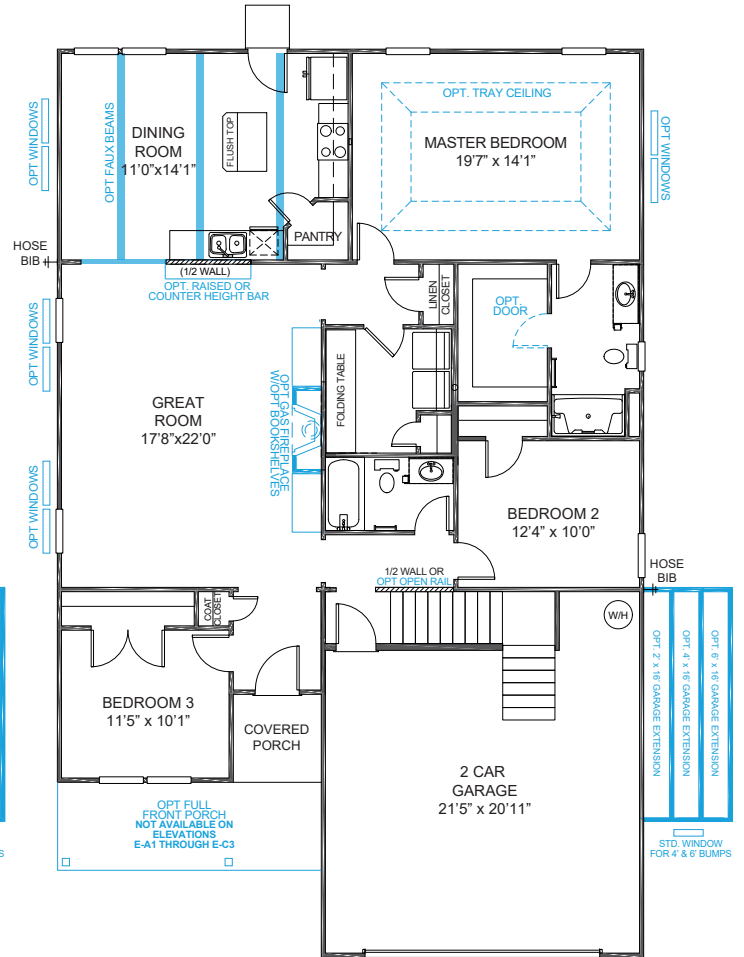 OPT. TRAY CEILING
OPT WINDOWS
OPT FAUX BEAMS
DINING
ROOM
11'0"x14'1"
FLUSH TOP
MASTER BEDROOM
19'7" x 14'1"
OPT WINDOWS
PANTRY
HOSE
BIB
(1/2 WALL)
OPT. RAISED OR
COUNTER HEIGHT BAR
LINEN
CLOSET
OPT.
DOOR
OPT WINDOWS
FOLDING TABLE
OPT GAS FIREPLACE
W/OPT BOOKSHELVES
GREAT
ROOM
17'8"x22'0"
OPT WINDOWS
BEDROOM 2
12'4" x 10'0"
1/2 WALL OR
OPT OPEN RAIL
HOSE
BIB
COAT
CLOSET
W/H
OPT. 2' x 16' GARAGE EXTENSION
OPT. 4' x 16' GARAGE EXTENSION
OPT. 6' x 16' GARAGE EXTENSION
BEDROOM 3
11'5" x 10'1"
COVERED
PORCH
2 CAR
GARAGE
21'5" x 20'11"
OPT FULL
FRONT PORCH
NOT AVAILABLE ON
ELEVATIONS
E-A1 THROUGH E-C3
STD. WINDOW
FOR 4' & 6' BUMPS
S